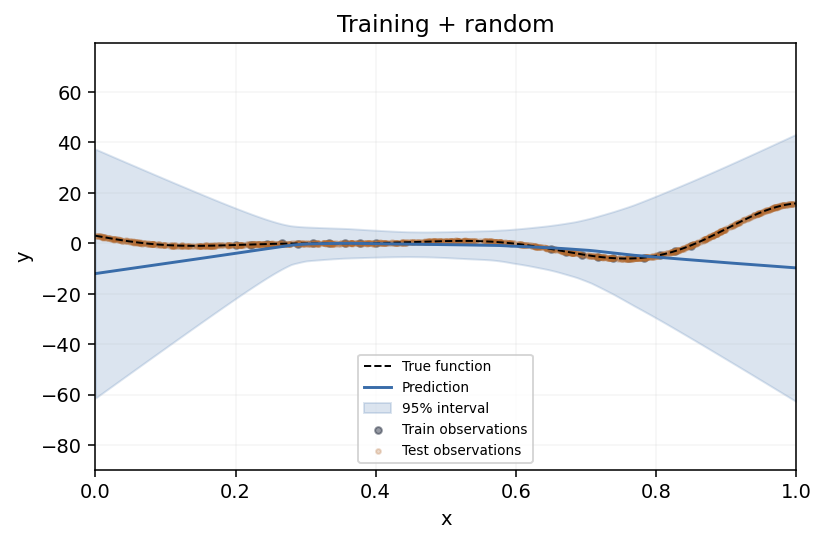 Training + random
y
60
40
20
0
−20
−40
−60
−80
True function
Prediction
95% interval
Train observations
Test observations
0.0 0.2 0.4 0.6 0.8 1.0
x